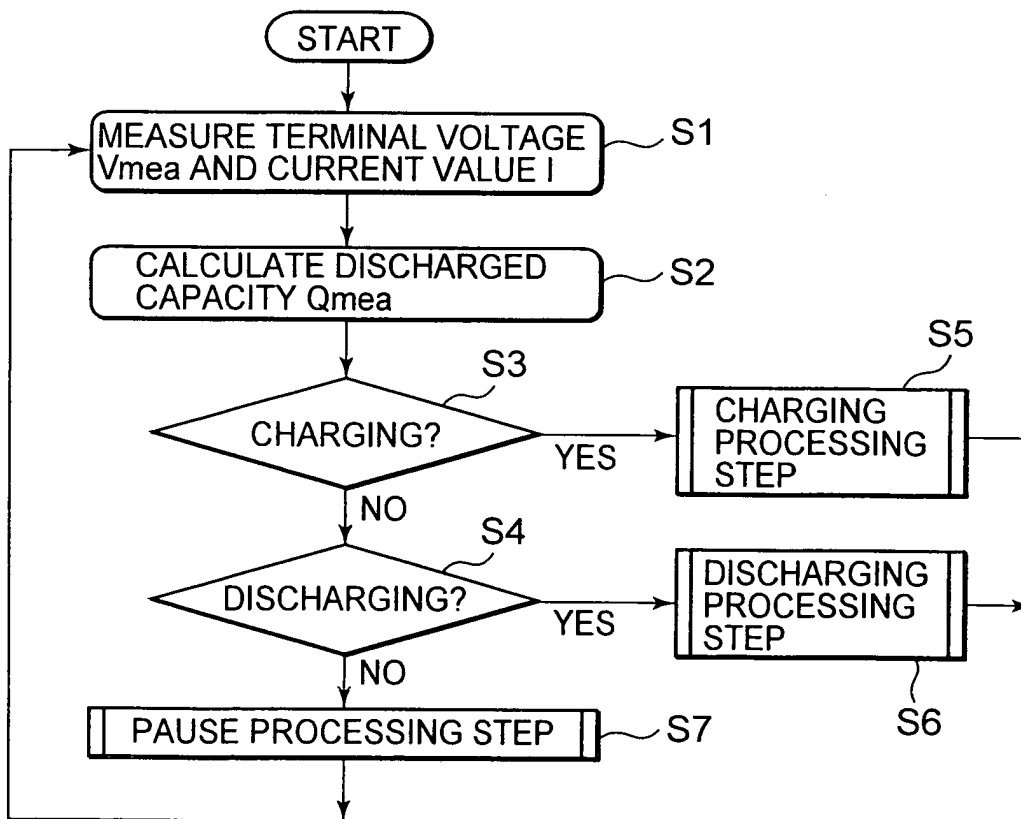 START
MEASURE TERMINAL VOLTAGE
Vmea AND CURRENT VALUE I
S1
CALCULATE DISCHARGED
CAPACITY Qmea
S2
S3
CHARGING?
YES
NO
S5
CHARGING
PROCESSING
STEP
S4
DISCHARGING?
YES
NO
DISCHARGING
PROCESSING
STEP
S6
PAUSE PROCESSING STEP
S7